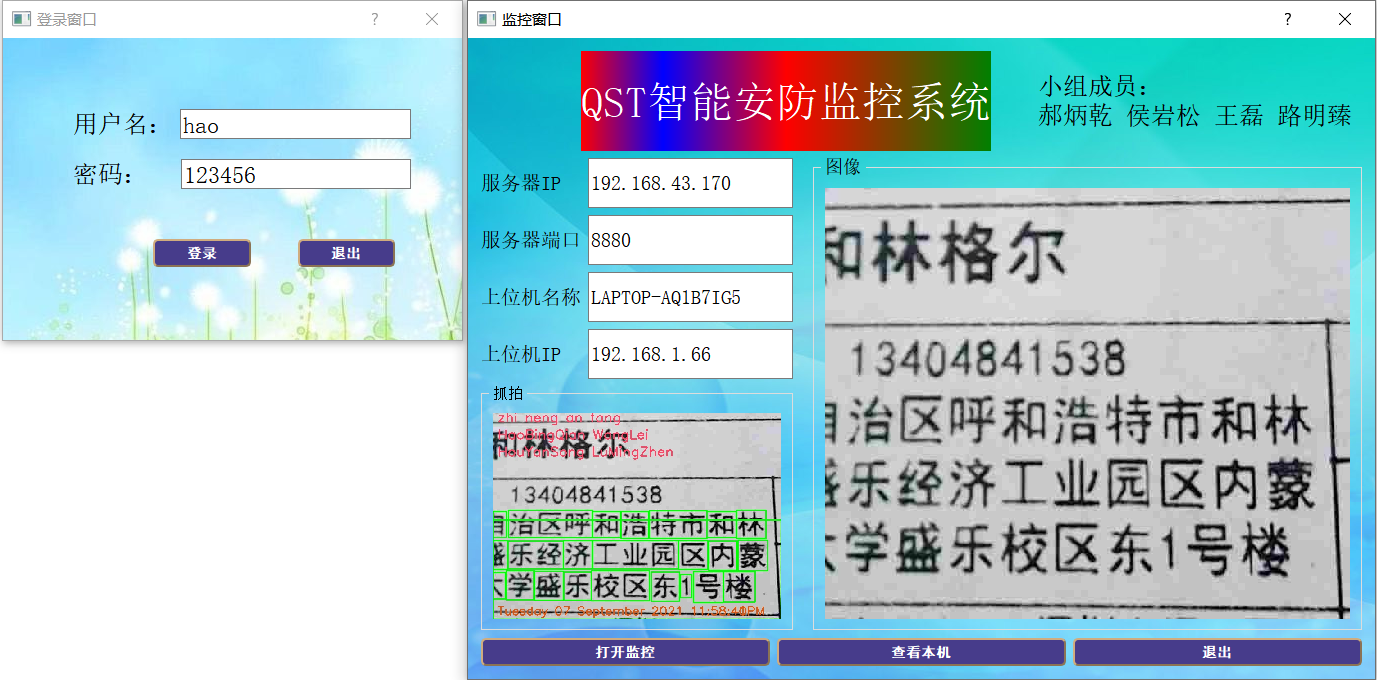 登录窗口
用户名： hao
密码： 123456
登录 退出
监控窗口
QST智能安防监控系统
小组成员：
郝炳乾 侯岩松 王磊 路明臻
服务器IP 192.168.43.170
服务器端口 8880
上位机名称 LAPTOP-AQ1B7IG5
上位机IP 192.168.1.66
抓拍
zhi neng an fang
HaoBingQian WangLei
HouYanSong LuMingZhen
和林格尔
13404841538
自治区呼和浩特市和林
盛乐经济工业园区内蒙
大学盛乐校区东1号楼
Tuesday 07 September 2021 11:58:40PM
图像
和林格尔
13404841538
自治区呼和浩特市和林
盛乐经济工业园区内蒙
大学盛乐校区东1号楼
打开监控 查看本机 退出